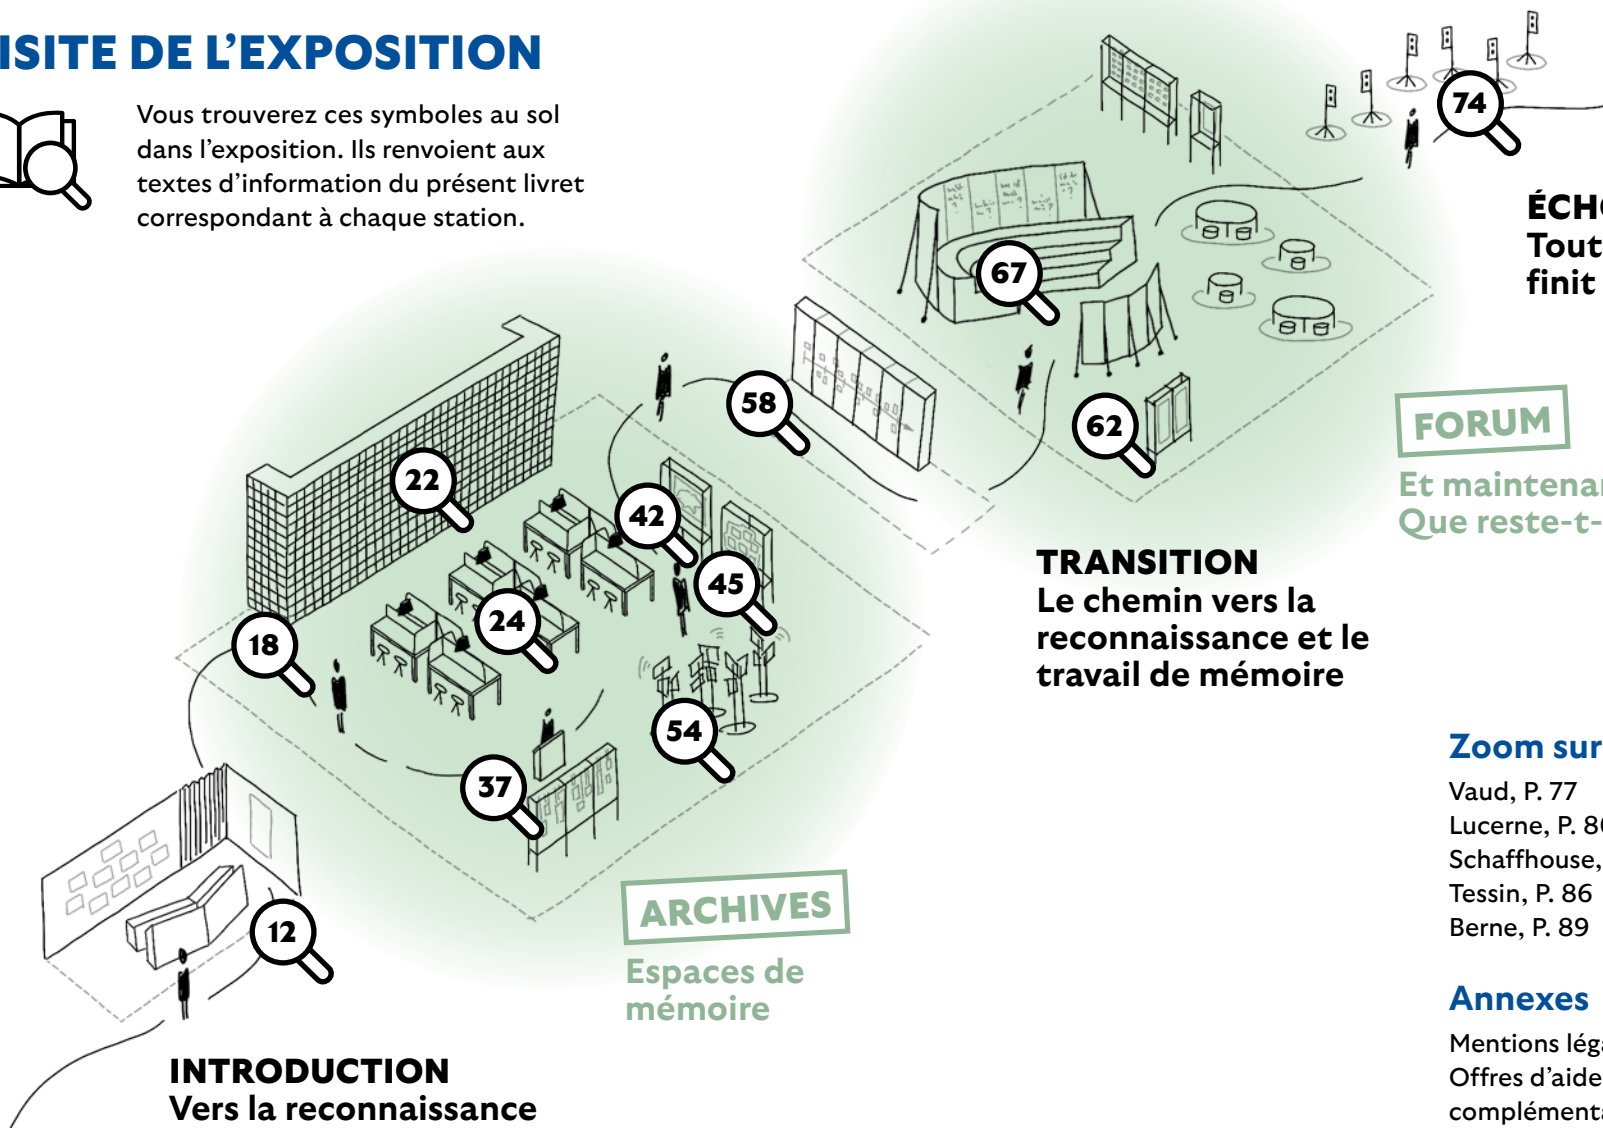 ISITE DE L'EXPOSITION
Vous trouverez ces symboles au sol
dans l'exposition. Ils renvoient aux
textes d'information du présent livret
correspondant à chaque station.
74
ÉCH
Tout
finit
67
58
62
FORUM
Et maintenan
Que reste-t-
22
42
45
24
18
54
37
12
TRANSITION
Le chemin vers la
reconnaissance et le
travail de mémoire
ARCHIVES
Espaces de
mémoire
INTRODUCTION
Vers la reconnaissance
Zoom sur
Vaud, P. 77
Lucerne, P. 8
Schaffhouse,
Tessin, P. 86
Berne, P. 89
Annexes
Mentions léga
Offres d'aide
complémenta